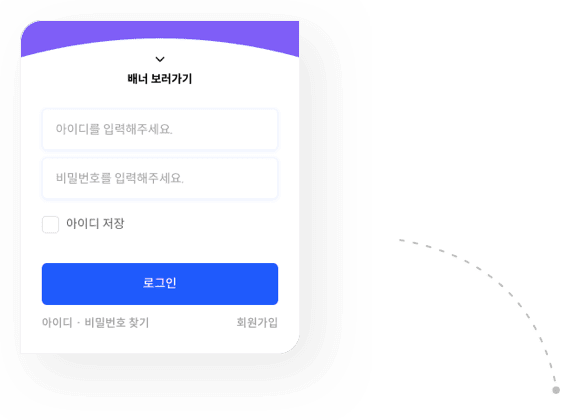 배너 보러가기
아이디를 입력해주세요.
비밀번호를 입력해주세요.
아이디 저장
로그인
아이디 · 비밀번호 찾기 회원가입